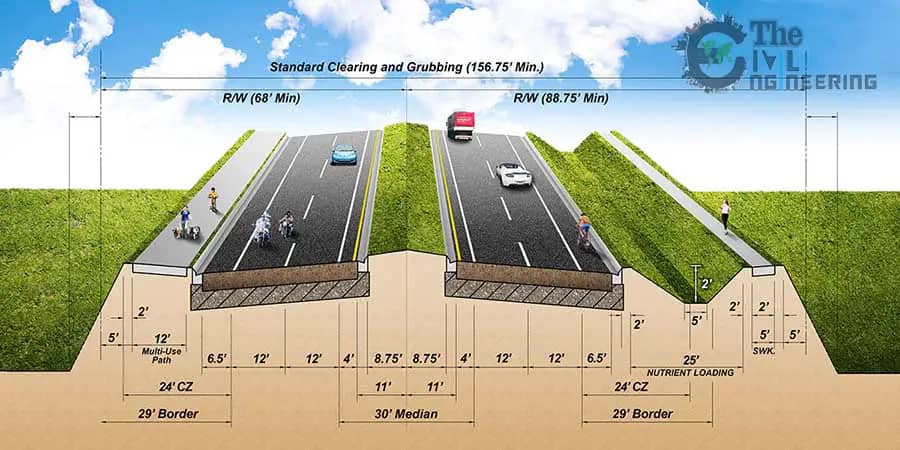 The
CIVIL
ENGINEERING
Standard Clearing and Grubbing (156.75' Min.)
R/W (68' Min)
R/W (88.75' Min)
2'
2'
2'
5'
2'
2'
5'
12'
5'
5'
Multi-Use
Path
SWK.
6.5'
12'
12'
4'
8.75'
8.75'
4'
12'
12'
6.5'
25'
NUTRIENT LOADING
24' CZ
11'
11'
24' CZ
29' Border
30' Median
29' Border